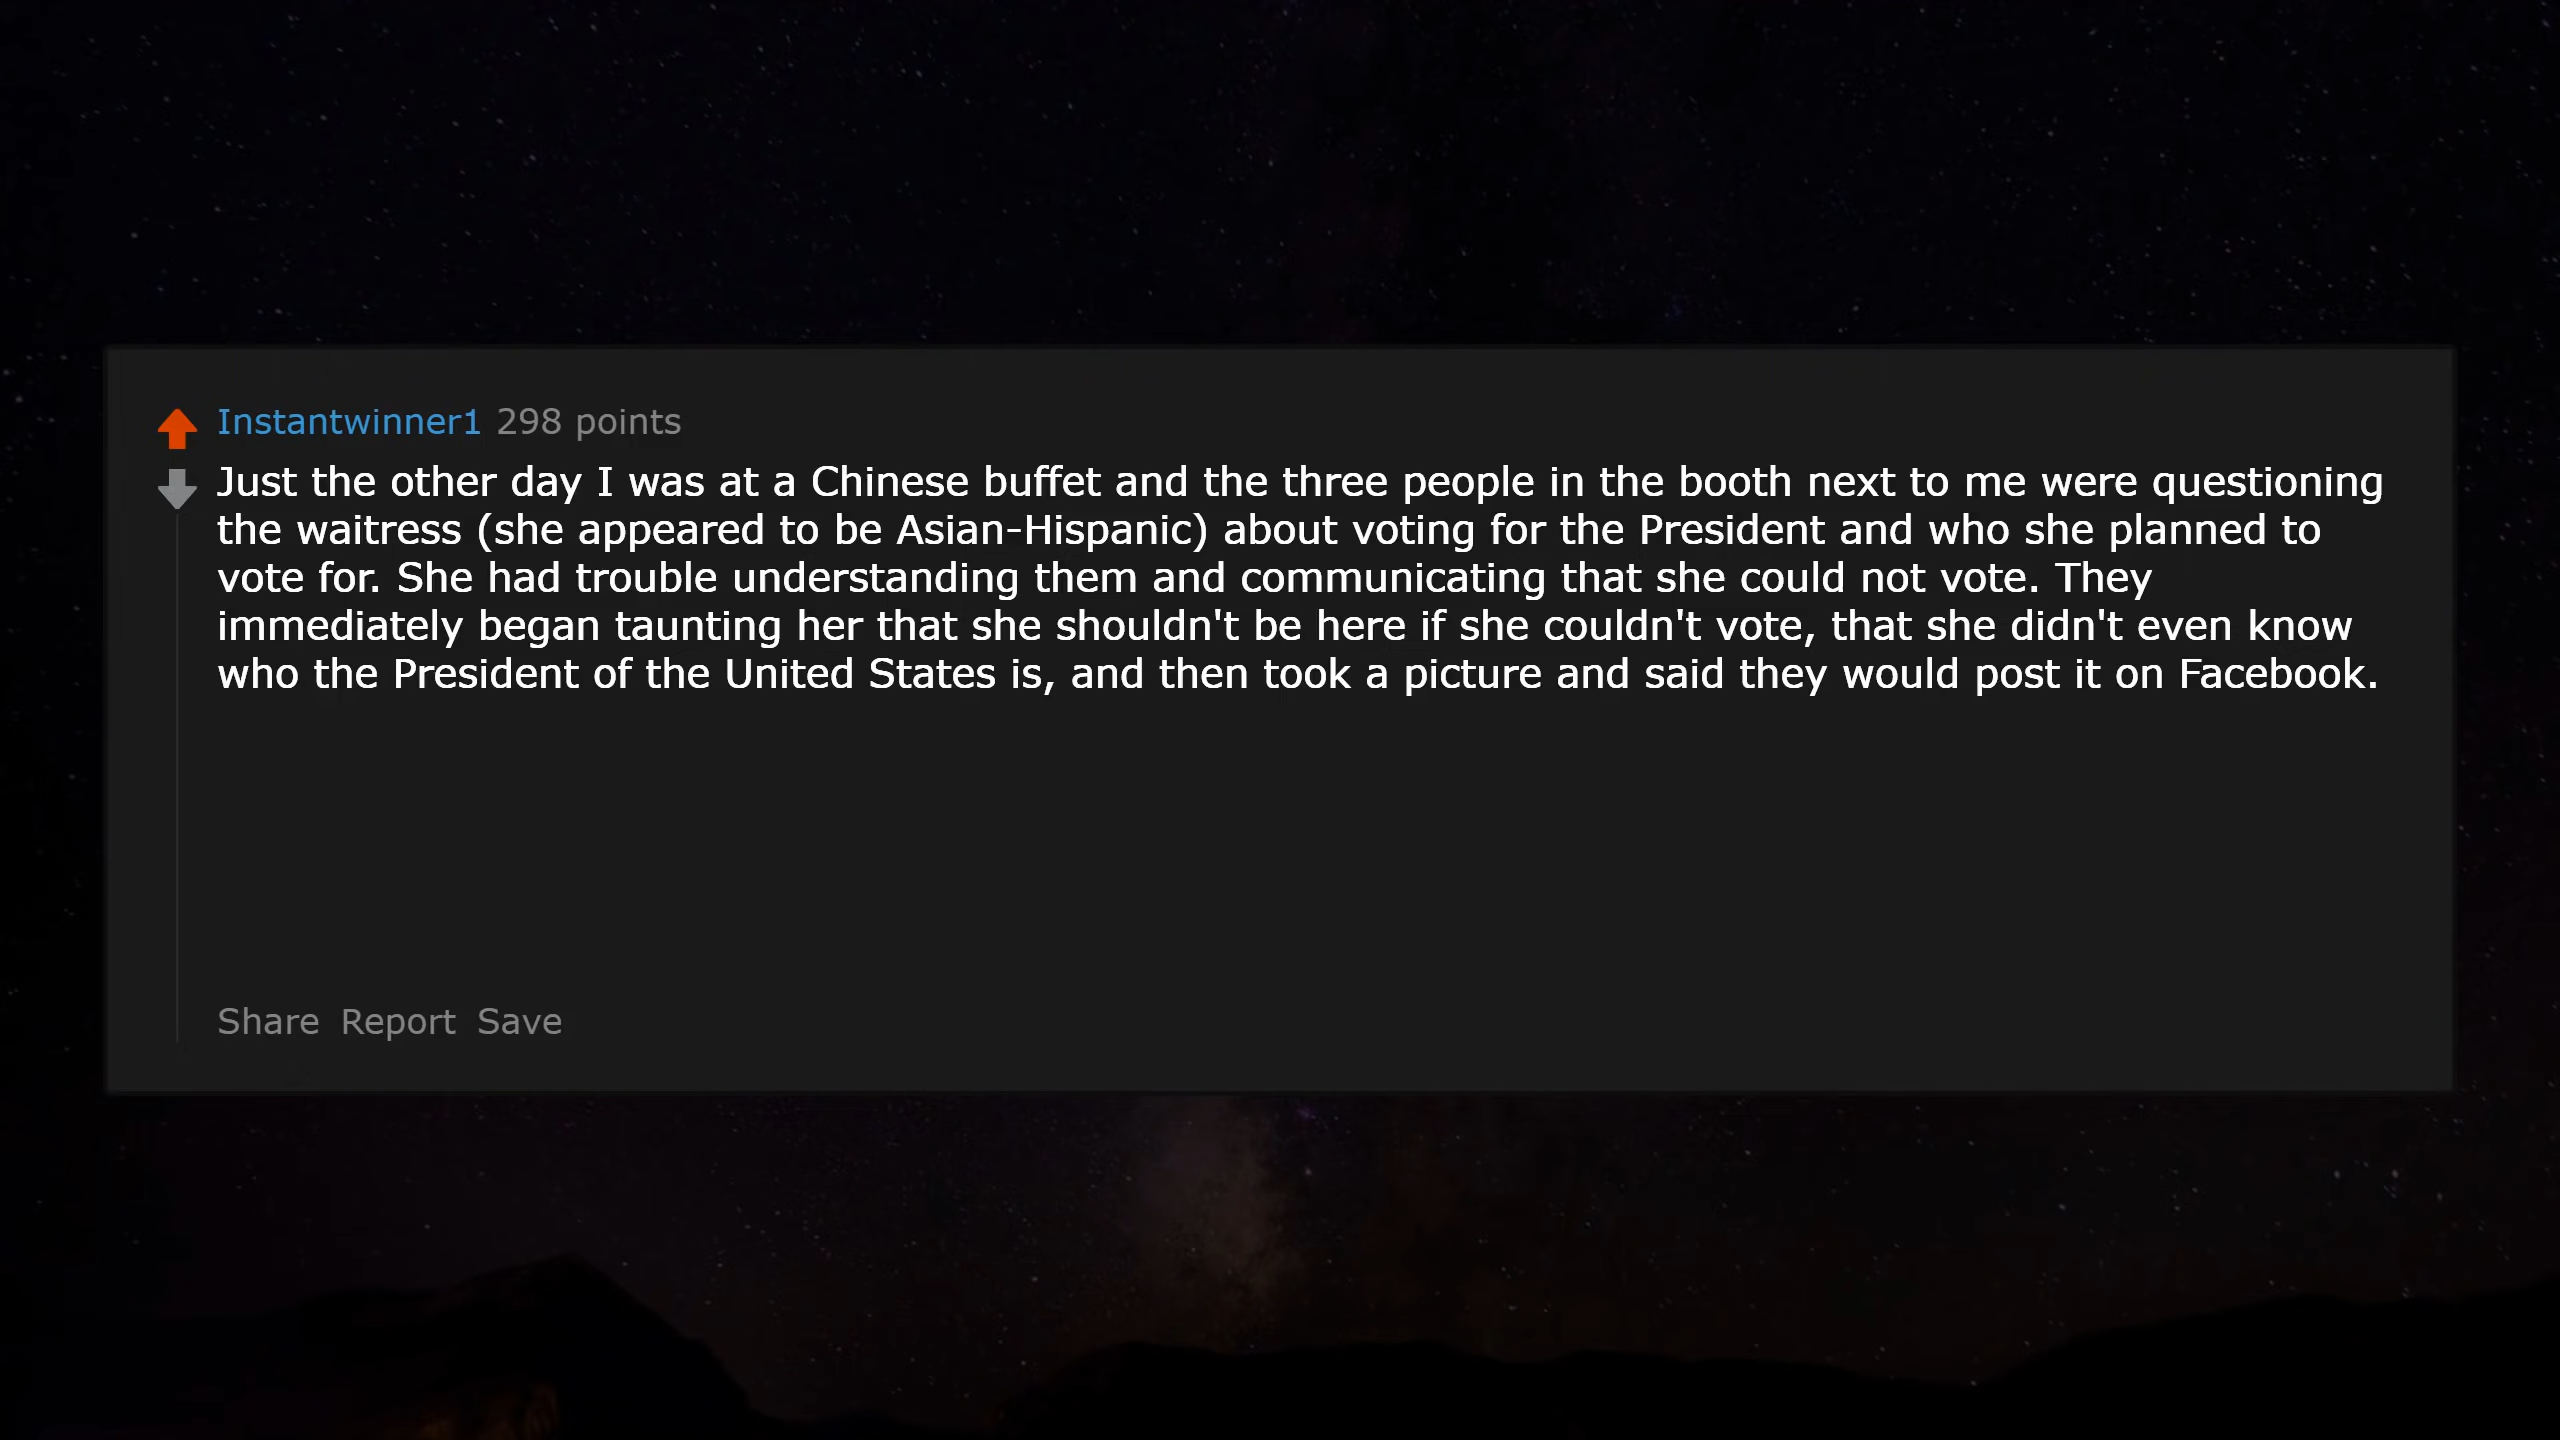 Instantwinner1 298 points
Just the other day I was at a Chinese buffet and the three people in the booth next to me were questioning
the waitress (she appeared to be Asian-Hispanic) about voting for the President and who she planned to
vote for. She had trouble understanding them and communicating that she could not vote. They
immediately began taunting her that she shouldn't be here if she couldn't vote, that she didn't even know
who the President of the United States is, and then took a picture and said they would post it on Facebook.
Share Report Save